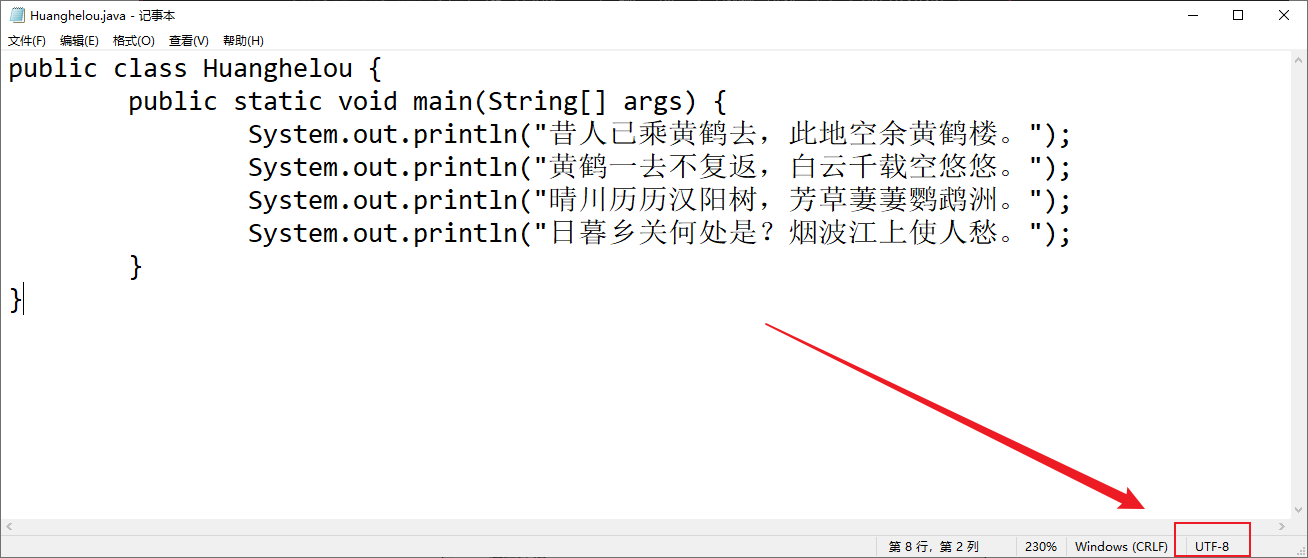 Huanghelou.java - 记事本
文件(F) 编辑(E) 格式(O) 查看(V) 帮助(H)
public class Huanghelou {
        public static void main(String[] args) {
                System.out.println("昔人已乘黄鹤去，此地空余黄鹤楼。");
                System.out.println("黄鹤一去不复返，白云千载空悠悠。");
                System.out.println("晴川历历汉阳树，芳草萋萋鹦鹉洲。");
                System.out.println("日暮乡关何处是？烟波江上使人愁。");
        }
}
第 8 行，第 2 列 230% Windows (CRLF) UTF-8